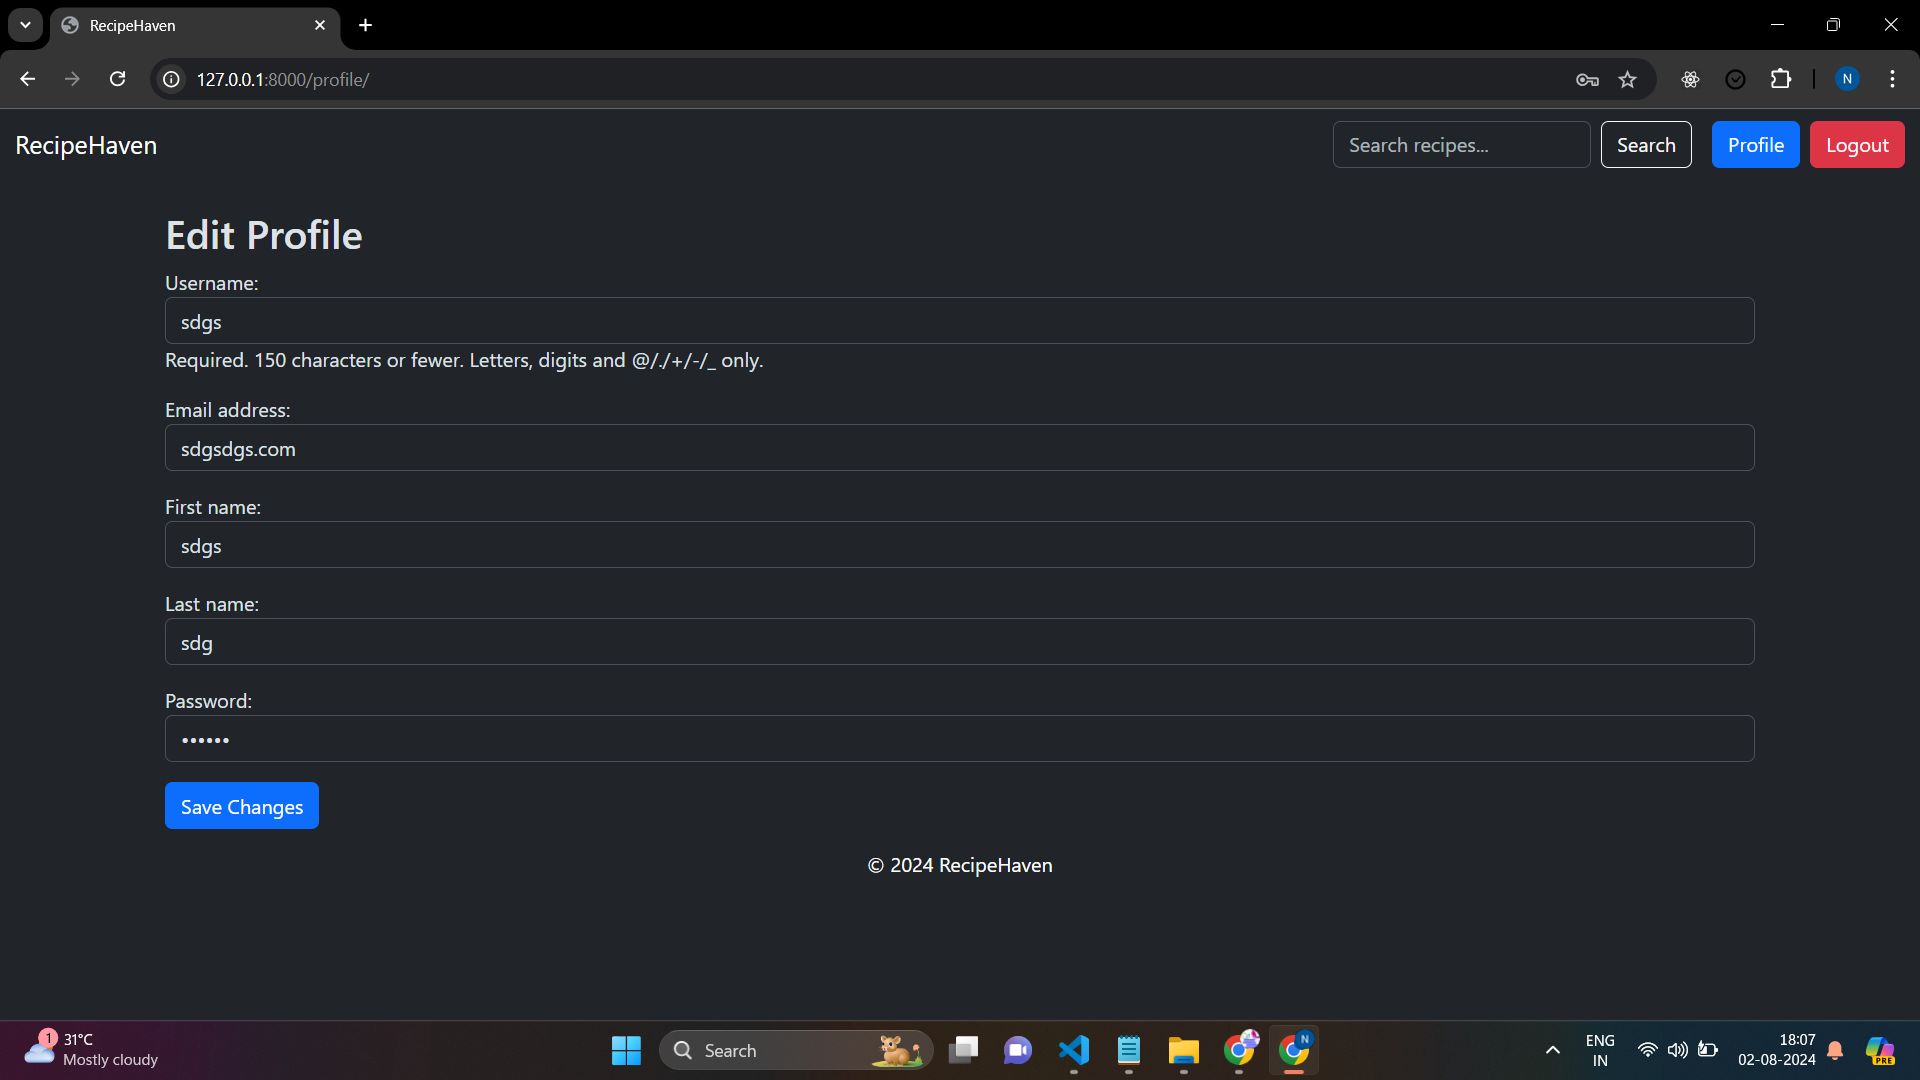 RecipeHaven
127.0.0.1:8000/profile/
N
RecipeHaven
Search recipes...
Search
Profile
Logout
Edit Profile
Username:
sdgs
Required. 150 characters or fewer. Letters, digits and @/./+/-/_ only.
Email address:
sdgsdgs.com
First name:
sdgs
Last name:
sdg
Password:
••••••
Save Changes
© 2024 RecipeHaven
1
31°C
Mostly cloudy
Search
N
ENG
IN
18:07
02-08-2024
PRE